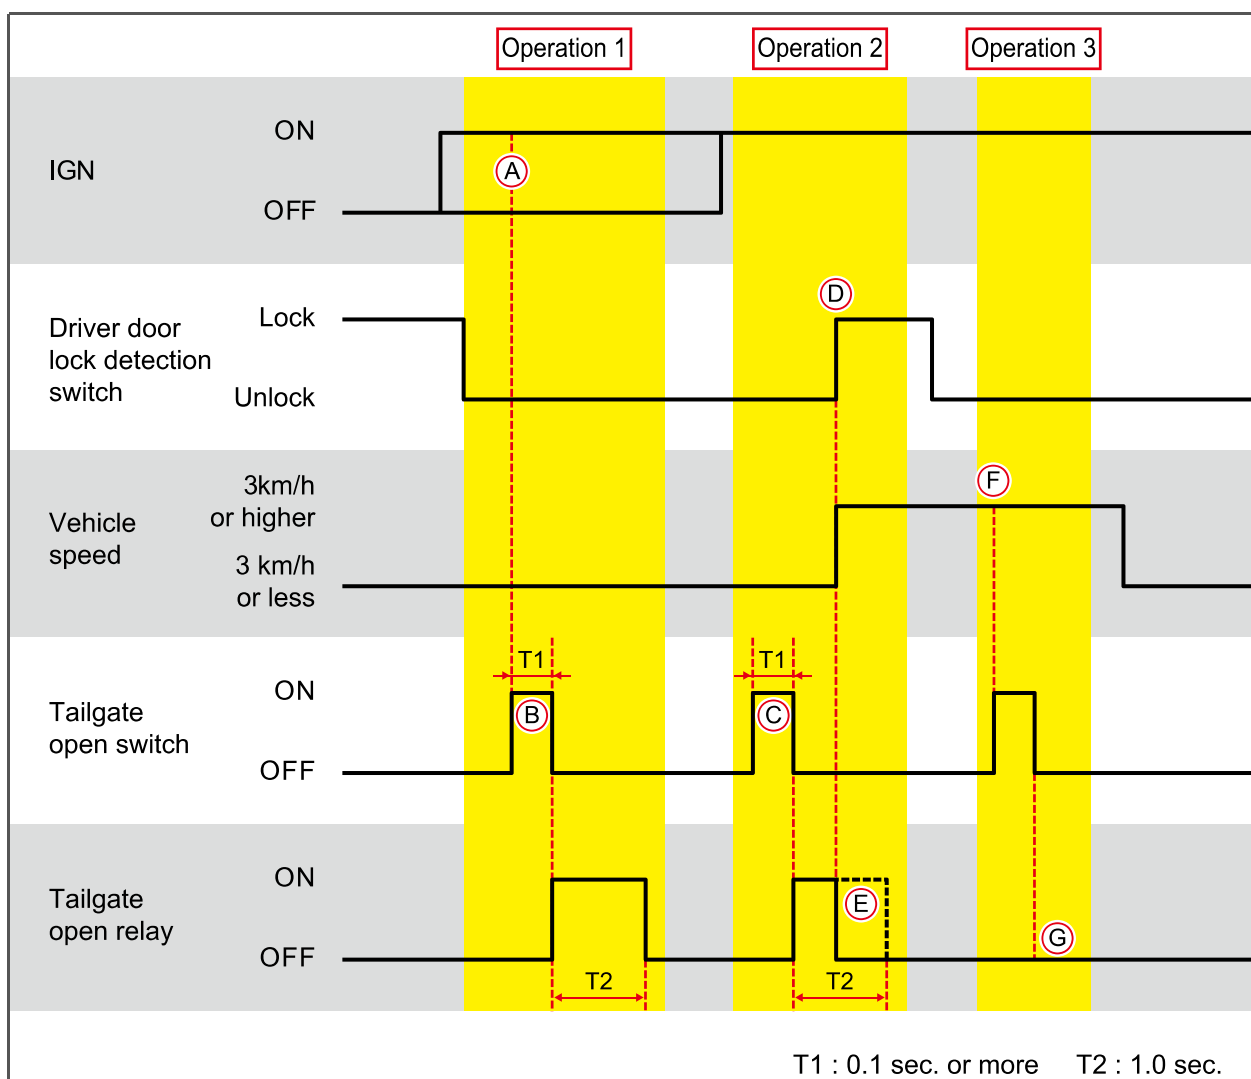 Operation 1 Operation 2 Operation 3
ON
A
IGN
OFF
D
Lock
Driver door
lock detection
switch
Unlock
F
3km/h
or higher
Vehicle
speed
3 km/h
or less
T1 T1
ON
B C
Tailgate
open switch
OFF
ON
E
Tailgate
open relay
G
OFF
T2 T2
T1 : 0.1 sec. or more T2 : 1.0 sec.